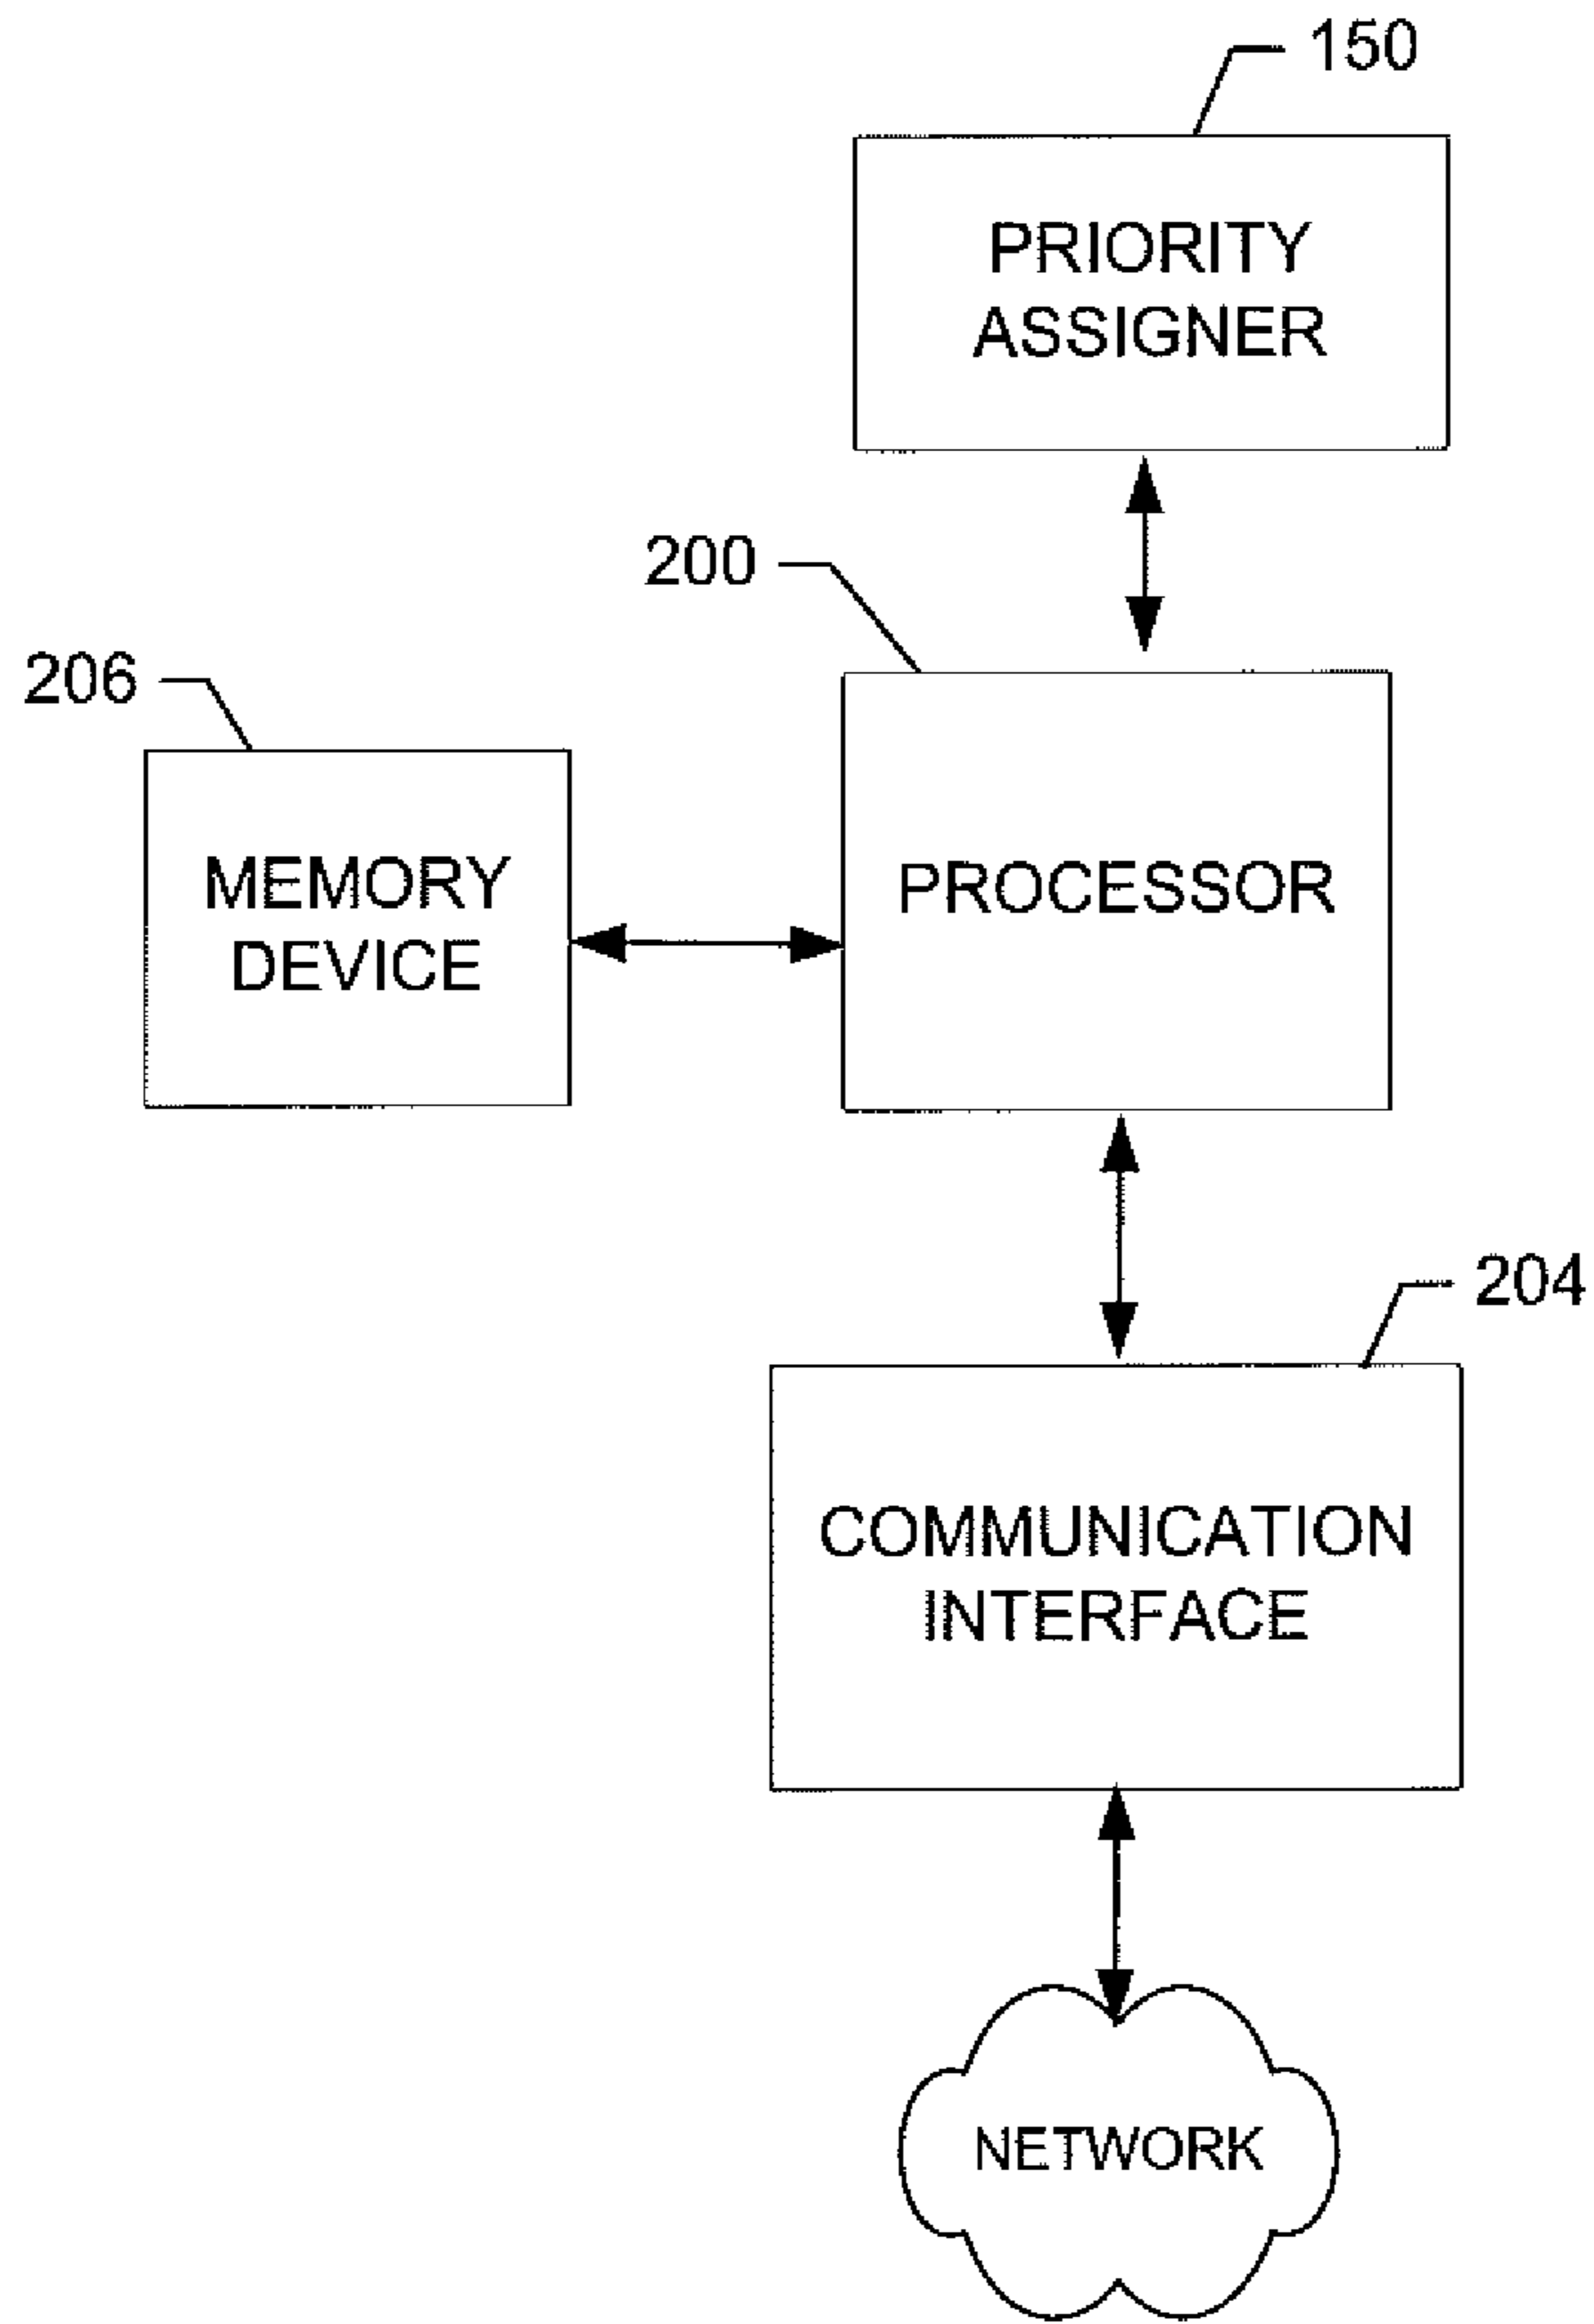 150
PRIORITY
ASSIGNER
200
206
MEMORY
DEVICE
PROCESSOR
204
COMMUNICATION
INTERFACE
NETWORK